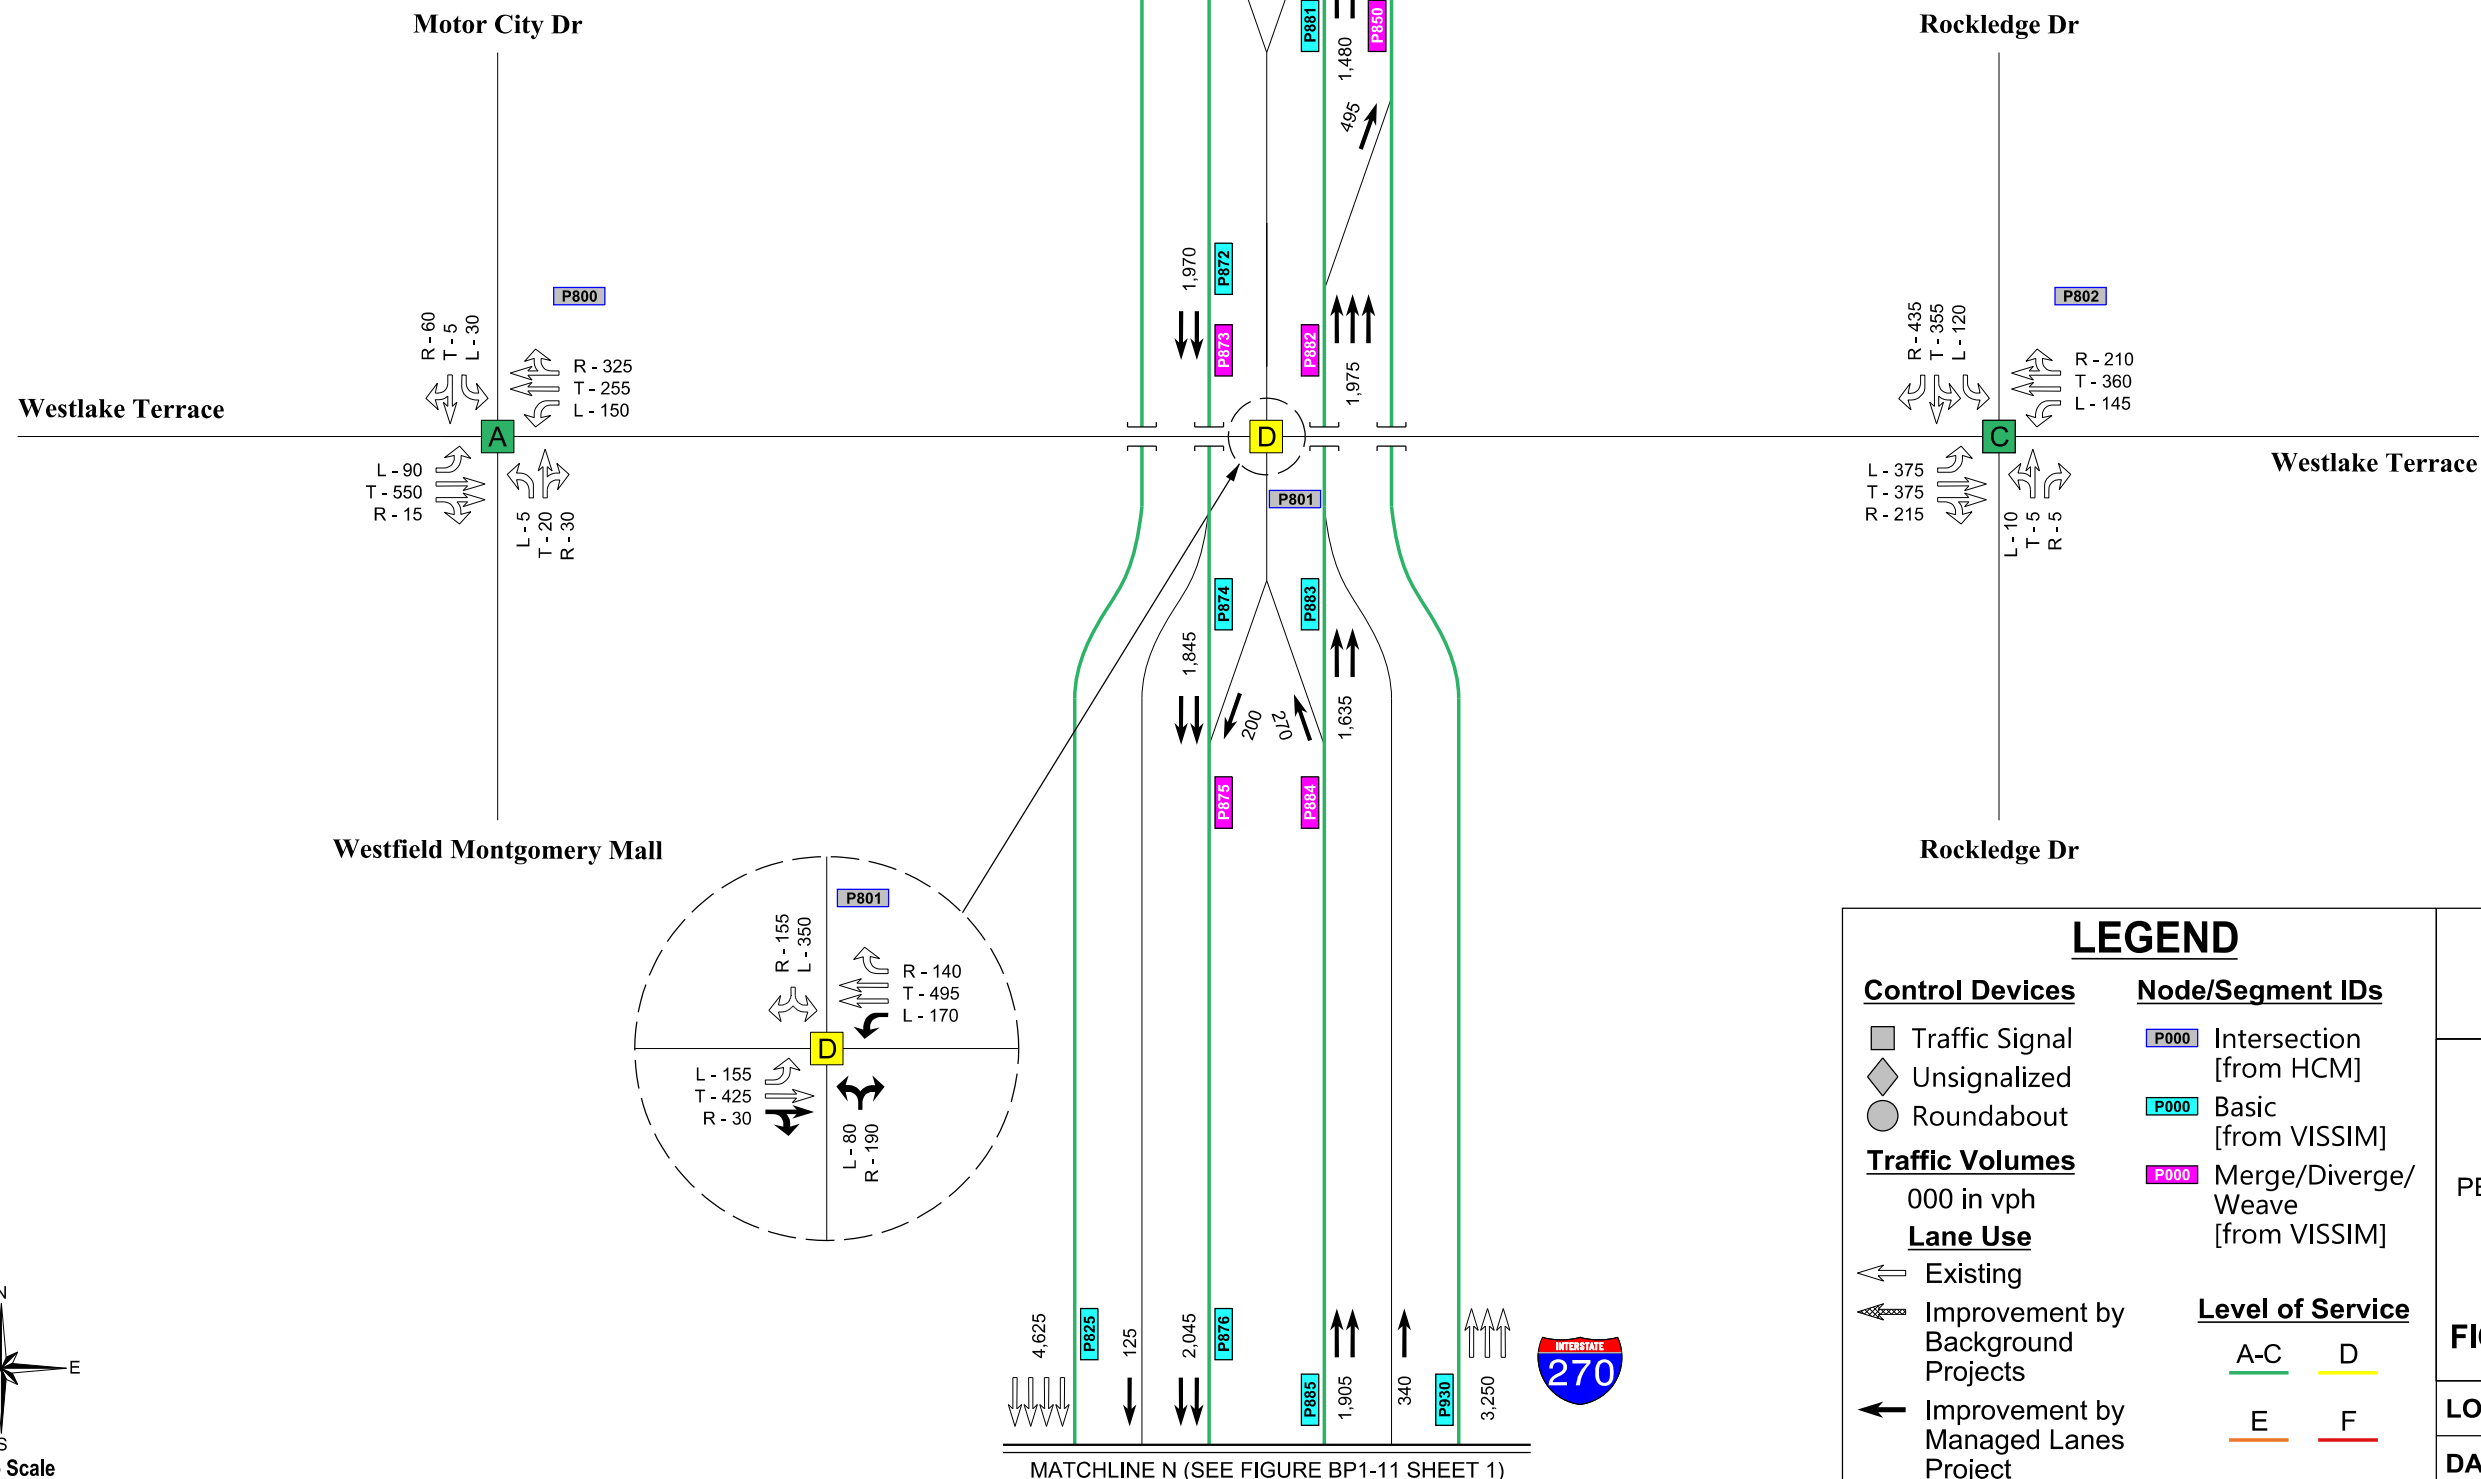 Motor City Dr
Rockledge Dr
P881
1,480
P850
495
1,970
P872
P873
P882
1,975
P800
R - 60
T - 5
L - 30
R - 325
T - 255
L - 150
Westlake Terrace
A
L - 90
T - 550
R - 15
L - 5
T - 20
R - 30
D
P801
P802
R - 435
T - 355
L - 120
R - 210
T - 360
L - 145
C
Westlake Terrace
L - 375
T - 375
R - 215
L - 10
T - 5
R - 5
P874
P883
1,845
200
270
1,635
P875
P884
Westfield Montgomery Mall
Rockledge Dr
P801
R - 155
L - 350
R - 140
T - 495
L - 170
D
L - 155
T - 425
R - 30
L - 80
R - 190
4,625
P825
125
2,045
P876
P885
1,905
340
P930
3,250
INTERSTATE
270
MATCHLINE N (SEE FIGURE BP1-11 SHEET 1)
N
E
S
Scale
LEGEND
Control Devices
Traffic Signal
Unsignalized
Roundabout
Traffic Volumes
000 in vph
Lane Use
Existing
Improvement by
Background
Projects
Improvement by
Managed Lanes
Project
Node/Segment IDs
P000 Intersection
[from HCM]
P000 Basic
[from VISSIM]
P000 Merge/Diverge/
Weave
[from VISSIM]
Level of Service
A-C D
E F